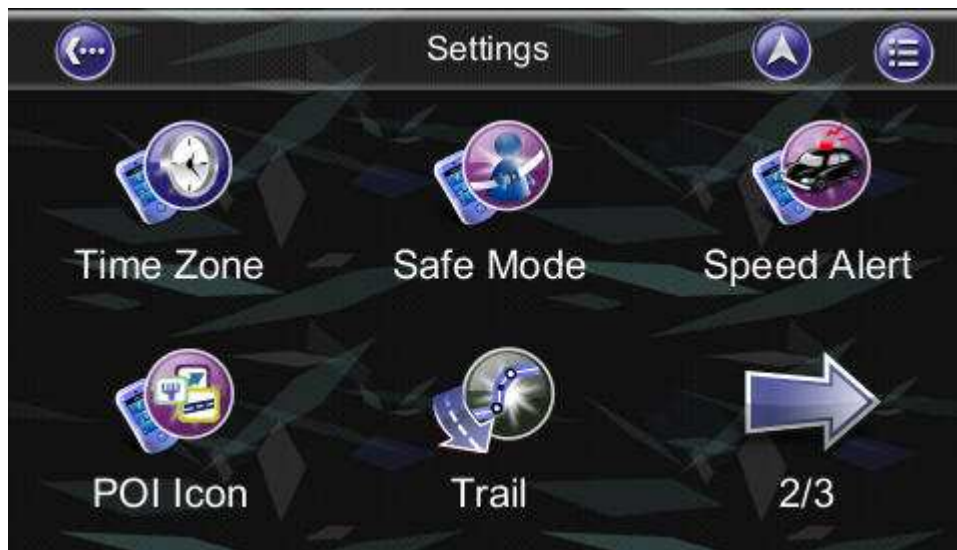 Settings
Time Zone
Safe Mode
Speed Alert
POI Icon
Trail
2/3